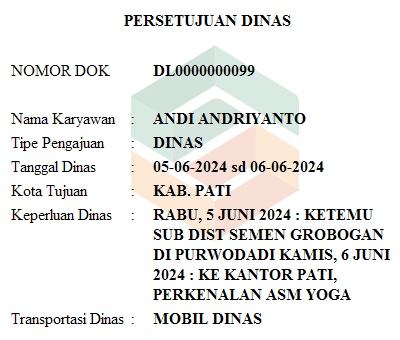 PERSETUJUAN DINAS
NOMOR DOK DL0000000099
Nama Karyawan : ANDI ANDRIYANTO
Tipe Pengajuan : DINAS
Tanggal Dinas : 05-06-2024 sd 06-06-2024
Kota Tujuan : KAB. PATI
Keperluan Dinas : RABU, 5 JUNI 2024 : KETEMU
SUB DIST SEMEN GROBOGAN
DI PURWODADI KAMIS, 6 JUNI
2024 : KE KANTOR PATI,
PERKENALAN ASM YOGA
Transportasi Dinas : MOBIL DINAS